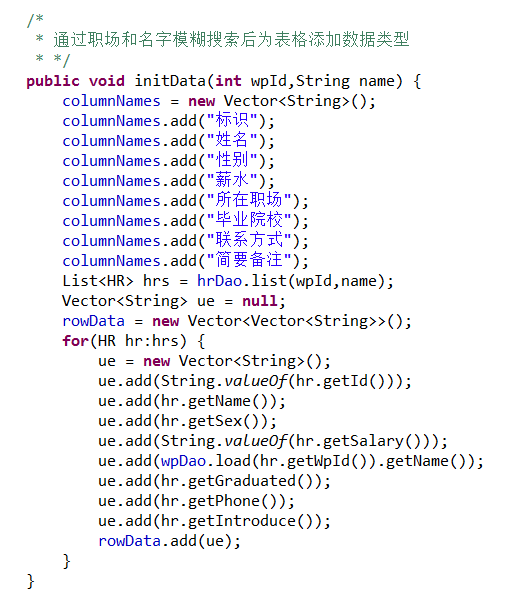 /*
 * 通过职场和名字模糊搜索后为表格添加数据类型
 * */
public void initData(int wpId,String name) {
    columnNames = new Vector<String>();
    columnNames.add("标识");
    columnNames.add("姓名");
    columnNames.add("性别");
    columnNames.add("薪水");
    columnNames.add("所在职场");
    columnNames.add("毕业院校");
    columnNames.add("联系方式");
    columnNames.add("简要备注");
    List<HR> hrs = hrDao.list(wpId,name);
    Vector<String> ue = null;
    rowData = new Vector<Vector<String>>();
    for(HR hr:hrs) {
        ue = new Vector<String>();
        ue.add(String.valueOf(hr.getId()));
        ue.add(hr.getName());
        ue.add(hr.getSex());
        ue.add(String.valueOf(hr.getSalary()));
        ue.add(wpDao.load(hr.getWpId()).getName());
        ue.add(hr.getGraduated());
        ue.add(hr.getPhone());
        ue.add(hr.getIntroduce());
        rowData.add(ue);
    }
}